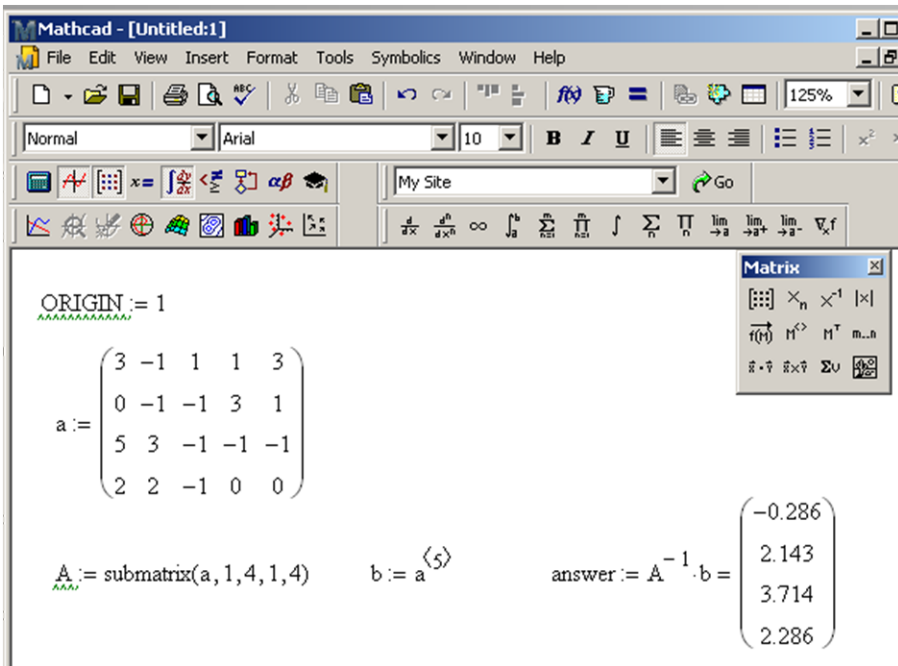 Mathcad - [Untitled:1]
File Edit View Insert Format Tools Symbolics Window Help
125%
Normal Arial 10 B I U
My Site Go
Matrix
ORIGIN := 1
a :=
3 −1 1 1 3
0 −1 −1 3 1
5 3 −1 −1 −1
2 2 −1 0 0
A := submatrix(a, 1, 4, 1, 4) b := a⟨5⟩ answer := A−1·b =
−0.286
2.143
3.714
2.286